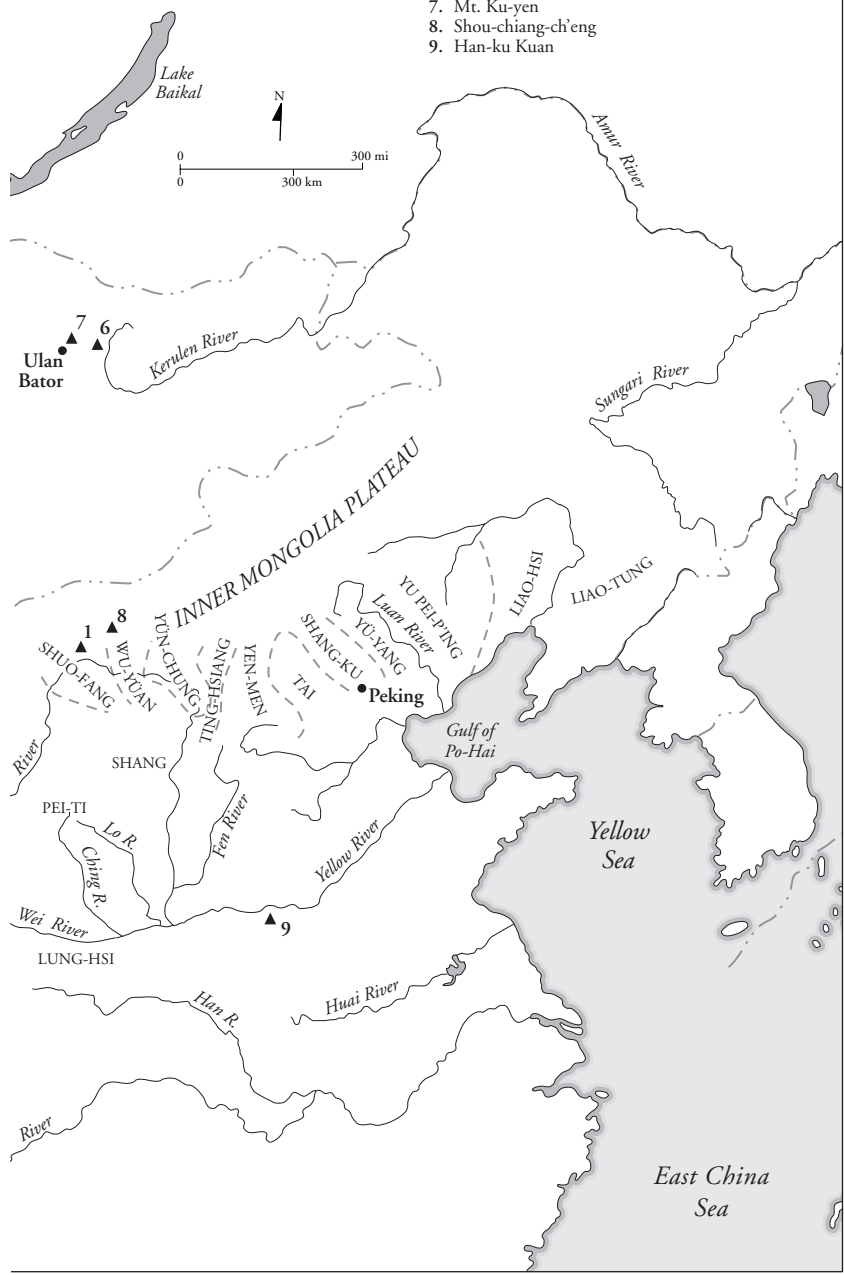 7. Mt. Ku-yen
8. Shou-chiang-ch'eng
9. Han-ku Kuan
Lake
Baikal
N
0 300 mi
0 300 km
Amur River
7
6
Ulan
Bator
Kerulen River
Sungari River
INNER MONGOLIA PLATEAU
8
1
SHUO-FANG
WU-YÜAN
YÜN-CHUNG
TING-HSIANG
YEN-MEN
TAI
SHANG-KU
YÜ-YANG
Luan River
YU PEI-P'ING
LIAO-HSI
LIAO-TUNG
Peking
River
SHANG
Gulf of
Po-Hai
PEI-TI
Lo R.
Ching R.
Fen River
Yellow River
Yellow
Sea
Wei River
9
LUNG-HSI
Han R.
Huai River
River
East China
Sea